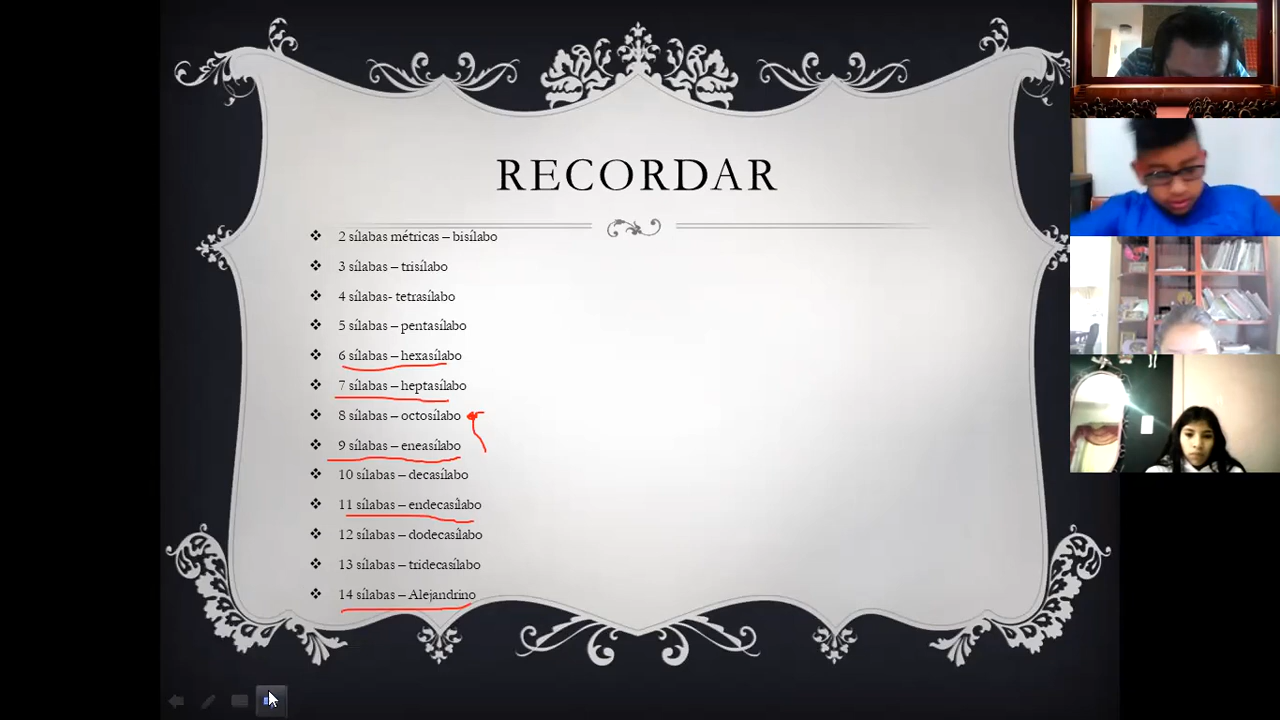 RECORDAR
2 sílabas métricas – bisílabo
3 sílabas – trisílabo
4 sílabas- tetrasílabo
5 sílabas – pentasílabo
6 sílabas – hexasílabo
7 sílabas – heptasílabo
8 sílabas – octosílabo
9 sílabas – eneasílabo
10 sílabas – decasílabo
11 sílabas – endecasílabo
12 sílabas – dodecasílabo
13 sílabas – tridecasílabo
14 sílabas – Alejandrino